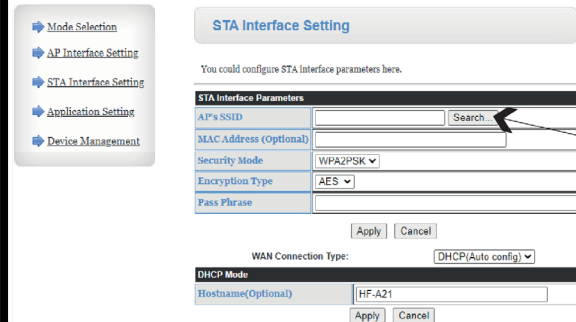 Mode Selection
AP Interface Setting
STA Interface Setting
Application Setting
Device Management
STA Interface Setting
You could configure STA interface parameters here.
STA Interface Parameters
AP's SSID Search...
MAC Address (Optional)
Security Mode WPA2PSK
Encryption Type AES
Pass Phrase
Apply Cancel
WAN Connection Type: DHCP(Auto config)
DHCP Mode
Hostname(Optional) HF-A21
Apply Cancel